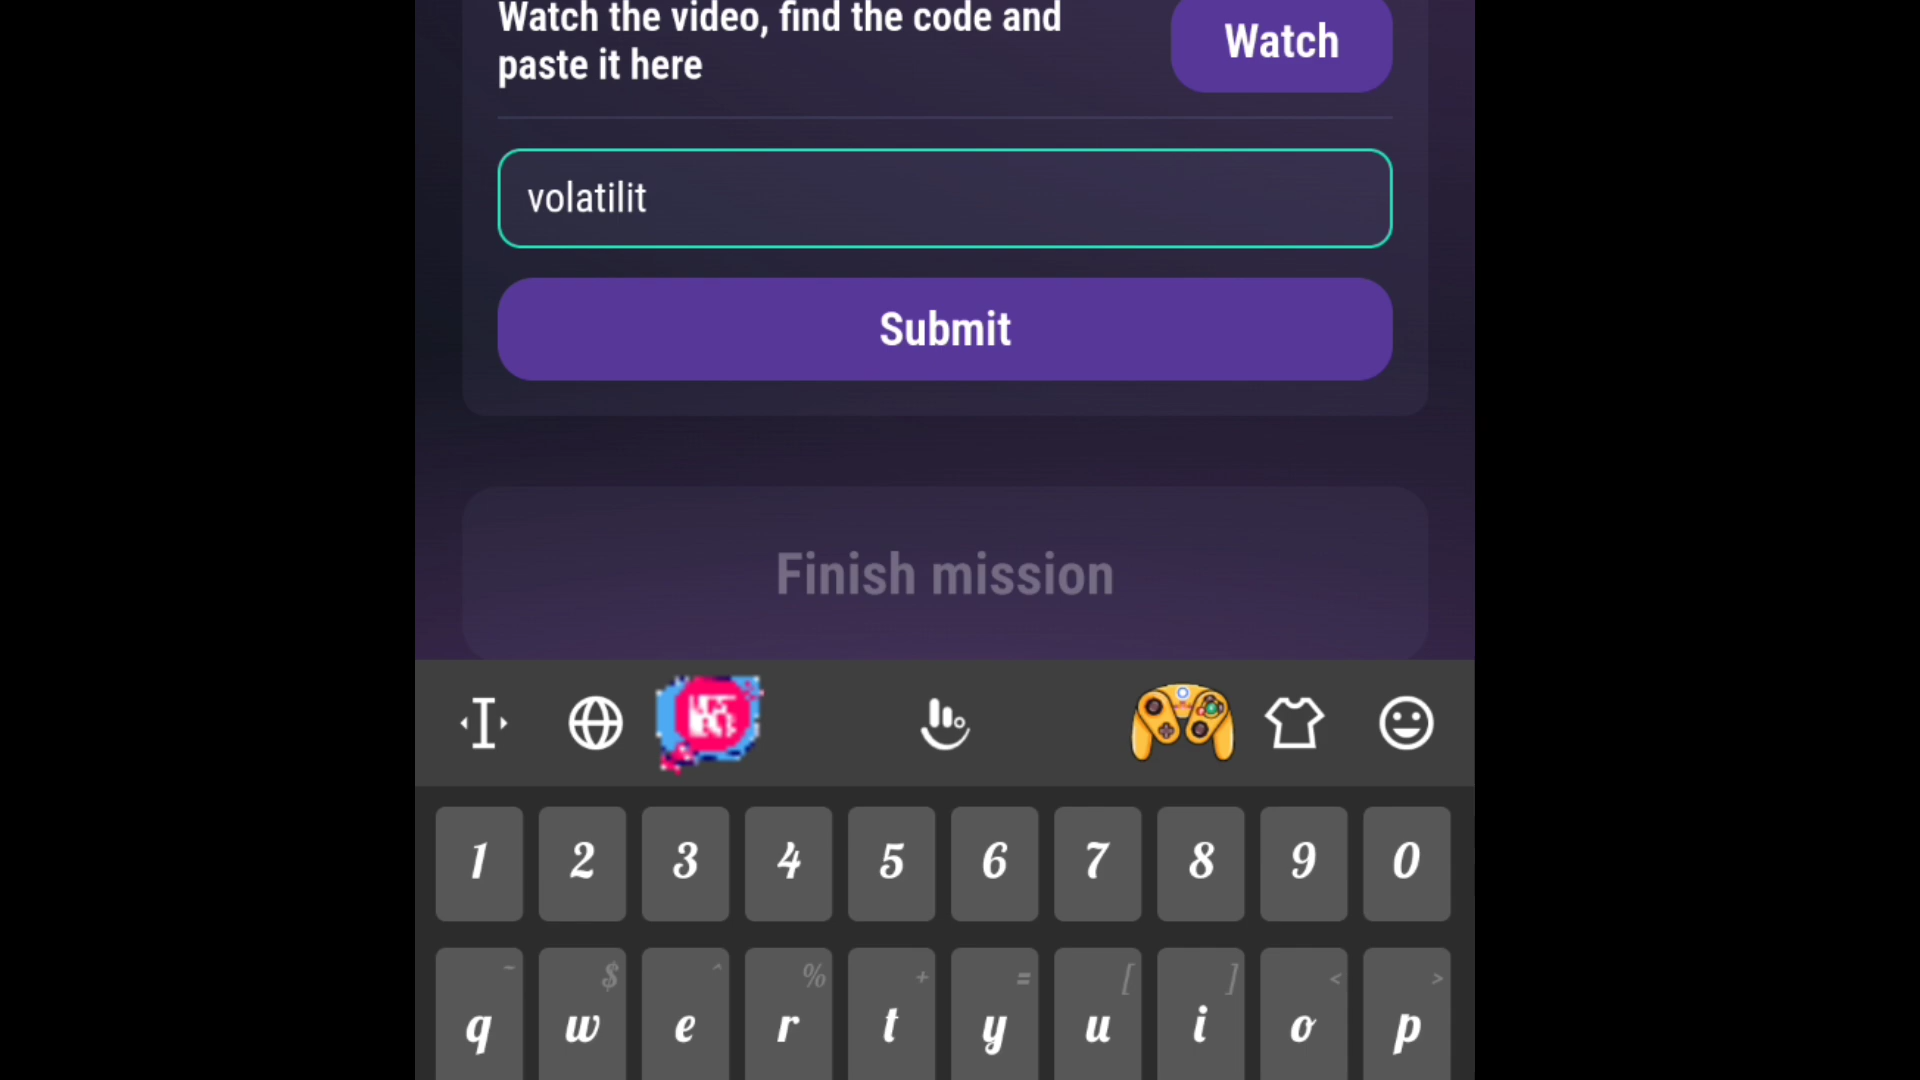 Watch the video, find the code and
paste it here
Watch
volatilit
Submit
Finish mission
1 2 3 4 5 6 7 8 9 0
~ $ ^ % + = [ ] < >
q w e r t y u i o p